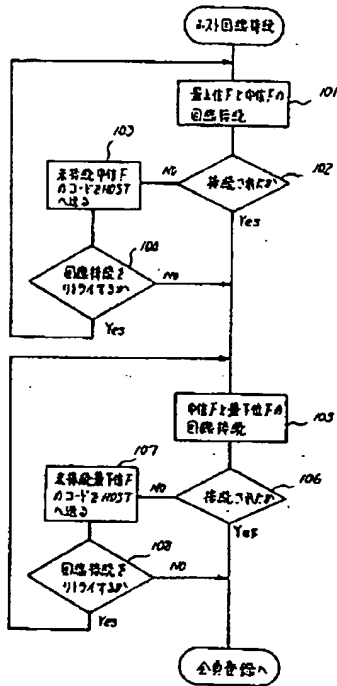 ホスト回線接続
最上位Fと中位Fの
回線接続
101
接続されたか
102
NO
Yes
103
未接続中位F
のコードをHOST
へ送る
104
回線接続を
リトライするか
NO
Yes
中位Fと最下位Fの
回線接続
105
接続されたか
106
NO
Yes
107
未接続最下位F
のコードをHOST
へ送る
108
回線接続を
リトライするか
NO
Yes
会員登録へ